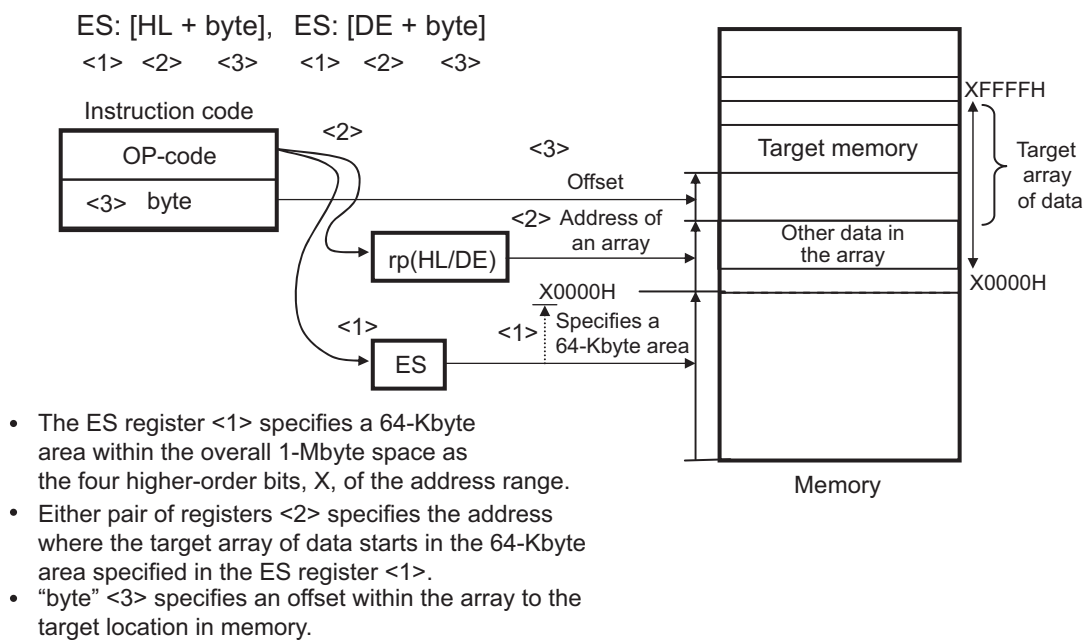 ES: [HL + byte], ES: [DE + byte]
<1> <2> <3> <1> <2> <3>
Instruction code
OP-code
<3> byte
<2>
<3>
Offset
<2> Address of
an array
rp(HL/DE)
X0000H
<1>
<1>
Specifies a
64-Kbyte
area
ES
XFFFFH
Target memory
Target
array
of data
Other data in
the array
X0000H
Memory
• The ES register <1> specifies a 64-Kbyte
area within the overall 1-Mbyte space as
the four higher-order bits, X, of the address range.
• Either pair of registers <2> specifies the address
where the target array of data starts in the 64-Kbyte
area specified in the ES register <1>.
• “byte” <3> specifies an offset within the array to the
target location in memory.